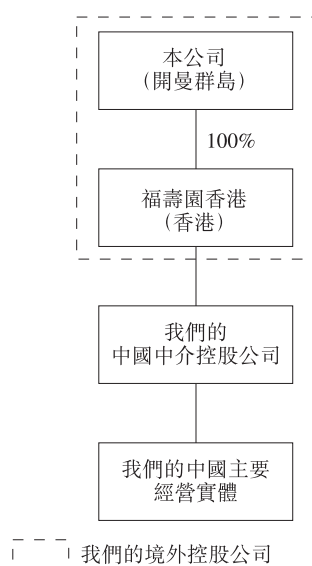 本公司
(開曼群島)
100%
福壽園香港
(香港)
我們的
中國中介控股公司
我們的中國主要
經營實體
我們的境外控股公司